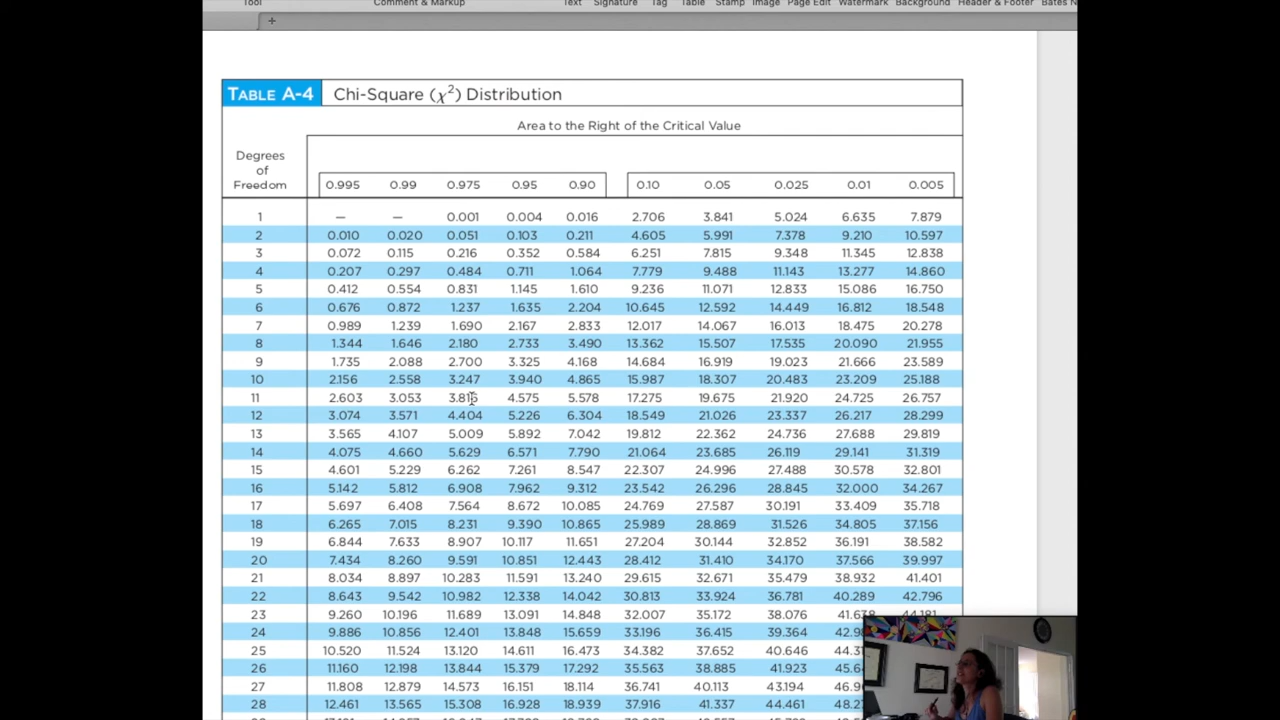 Tool Comment & Markup Text Signature Tag Table Stamp Image Page Edit Watermark Background Header & Footer Bates N
+
TABLE A-4 Chi-Square (χ²) Distribution
Area to the Right of the Critical Value
Degrees
of
Freedom 0.995 0.99 0.975 0.95 0.90 0.10 0.05 0.025 0.01 0.005
1 — — 0.001 0.004 0.016 2.706 3.841 5.024 6.635 7.879
2 0.010 0.020 0.051 0.103 0.211 4.605 5.991 7.378 9.210 10.597
3 0.072 0.115 0.216 0.352 0.584 6.251 7.815 9.348 11.345 12.838
4 0.207 0.297 0.484 0.711 1.064 7.779 9.488 11.143 13.277 14.860
5 0.412 0.554 0.831 1.145 1.610 9.236 11.071 12.833 15.086 16.750
6 0.676 0.872 1.237 1.635 2.204 10.645 12.592 14.449 16.812 18.548
7 0.989 1.239 1.690 2.167 2.833 12.017 14.067 16.013 18.475 20.278
8 1.344 1.646 2.180 2.733 3.490 13.362 15.507 17.535 20.090 21.955
9 1.735 2.088 2.700 3.325 4.168 14.684 16.919 19.023 21.666 23.589
10 2.156 2.558 3.247 3.940 4.865 15.987 18.307 20.483 23.209 25.188
11 2.603 3.053 3.816 4.575 5.578 17.275 19.675 21.920 24.725 26.757
12 3.074 3.571 4.404 5.226 6.304 18.549 21.026 23.337 26.217 28.299
13 3.565 4.107 5.009 5.892 7.042 19.812 22.362 24.736 27.688 29.819
14 4.075 4.660 5.629 6.571 7.790 21.064 23.685 26.119 29.141 31.319
15 4.601 5.229 6.262 7.261 8.547 22.307 24.996 27.488 30.578 32.801
16 5.142 5.812 6.908 7.962 9.312 23.542 26.296 28.845 32.000 34.267
17 5.697 6.408 7.564 8.672 10.085 24.769 27.587 30.191 33.409 35.718
18 6.265 7.015 8.231 9.390 10.865 25.989 28.869 31.526 34.805 37.156
19 6.844 7.633 8.907 10.117 11.651 27.204 30.144 32.852 36.191 38.582
20 7.434 8.260 9.591 10.851 12.443 28.412 31.410 34.170 37.566 39.997
21 8.034 8.897 10.283 11.591 13.240 29.615 32.671 35.479 38.932 41.401
22 8.643 9.542 10.982 12.338 14.042 30.813 33.924 36.781 40.289 42.796
23 9.260 10.196 11.689 13.091 14.848 32.007 35.172 38.076 41.638 44.181
24 9.886 10.856 12.401 13.848 15.659 33.196 36.415 39.364
25 10.520 11.524 13.120 14.611 16.473 34.382 37.652 40.646
26 11.160 12.198 13.844 15.379 17.292 35.563 38.885 41.923
27 11.808 12.879 14.573 16.151 18.114 36.741 40.113 43.194
28 12.461 13.565 15.308 16.928 18.939 37.916 41.337 44.461